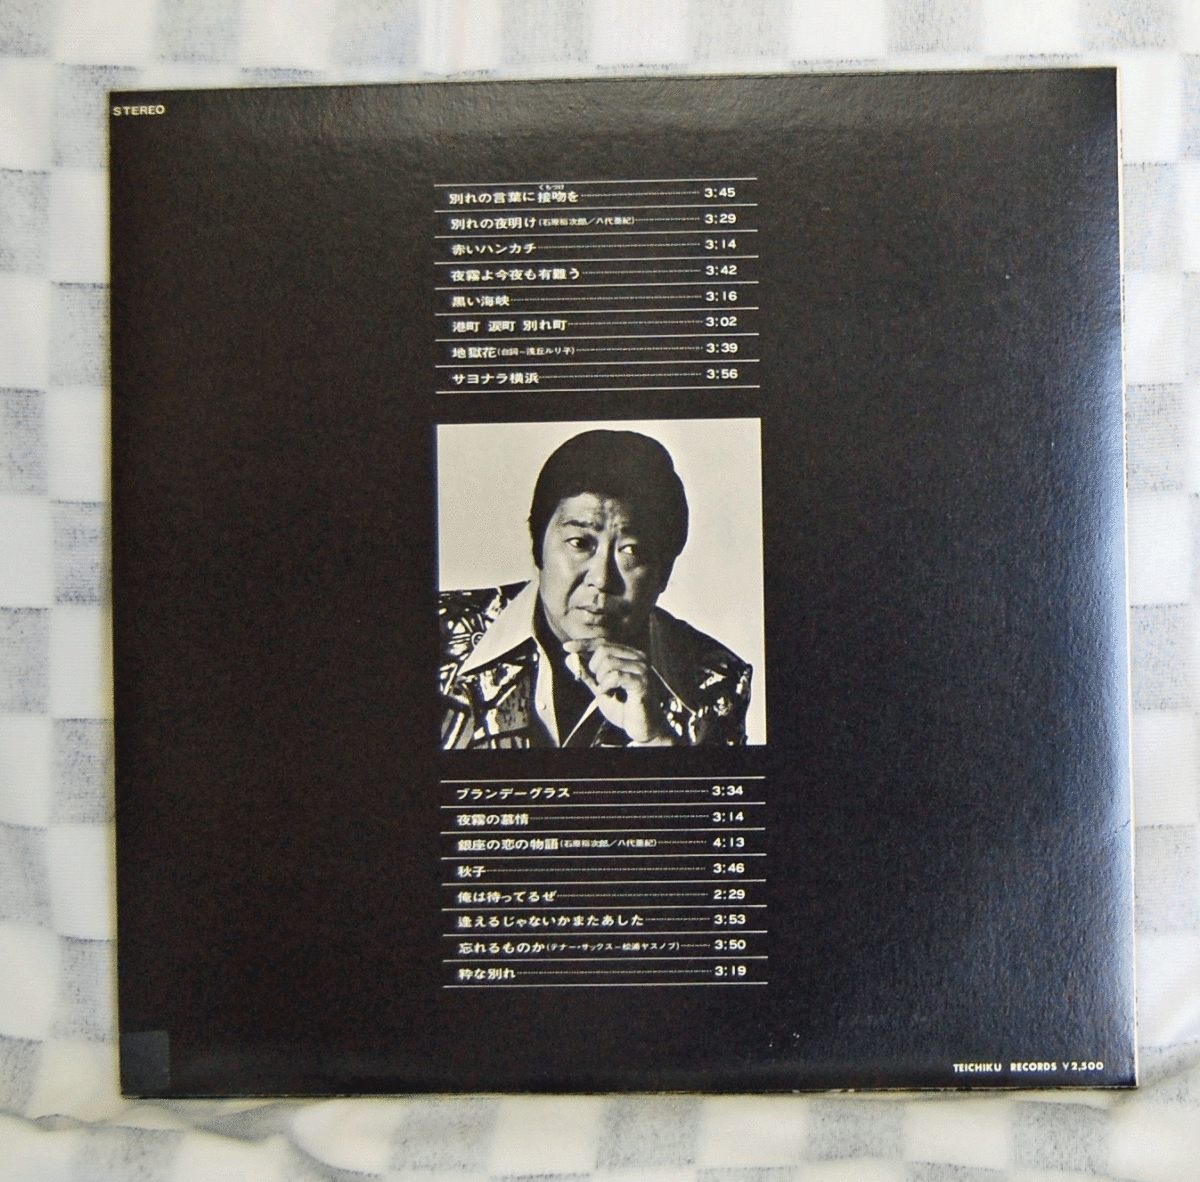 STEREO
別れの言葉に接吻を 3:45
くちづけ
別れの夜明け(石原裕次郎/八代亜紀) 3:29
赤いハンカチ 3:14
夜霧よ今夜も有難う 3:42
黒い海峡 3:16
港町 涙町 別れ町 3:02
地獄花(台詞−浅丘ルリ子) 3:39
サヨナラ横浜 3:56
ブランデーグラス 3:34
夜霧の慕情 3:14
銀座の恋の物語(石原裕次郎/八代亜紀) 4:13
秋子 3:46
俺は待ってるぜ 2:29
逢えるじゃないかまたあした 3:53
忘れるものか(テナー・サックス−松浦ヤスノブ) 3:50
粋な別れ 3:19
TEICHIKU RECORDS ¥2,500